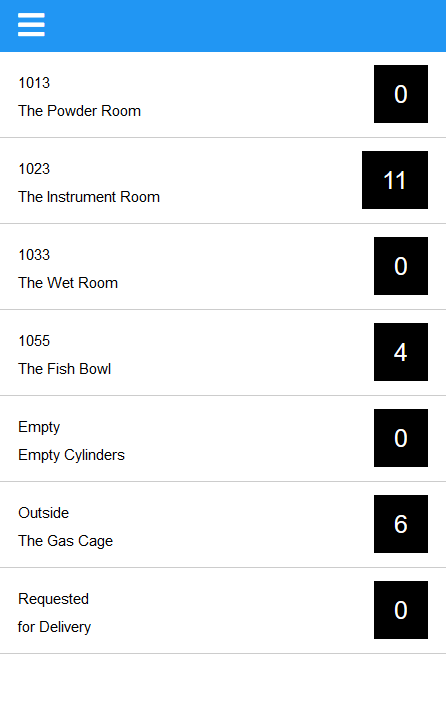 1013
The Powder Room
0
1023
The Instrument Room
11
1033
The Wet Room
0
1055
The Fish Bowl
4
Empty
Empty Cylinders
0
Outside
The Gas Cage
6
Requested
for Delivery
0